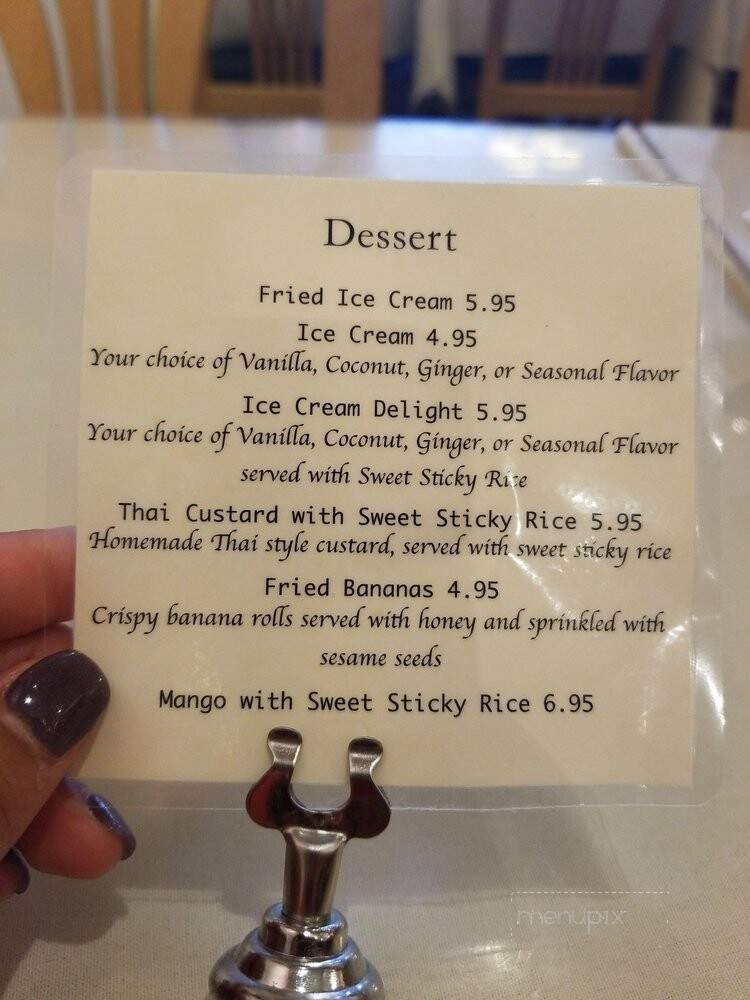 Dessert
Fried Ice Cream 5.95
Ice Cream 4.95
Your choice of Vanilla, Coconut, Ginger, or Seasonal Flavor
Ice Cream Delight 5.95
Your choice of Vanilla, Coconut, Ginger, or Seasonal Flavor
served with Sweet Sticky Rice
Thai Custard with Sweet Sticky Rice 5.95
Homemade Thai style custard, served with sweet sticky rice
Fried Bananas 4.95
Crispy banana rolls served with honey and sprinkled with
sesame seeds
Mango with Sweet Sticky Rice 6.95
menupix